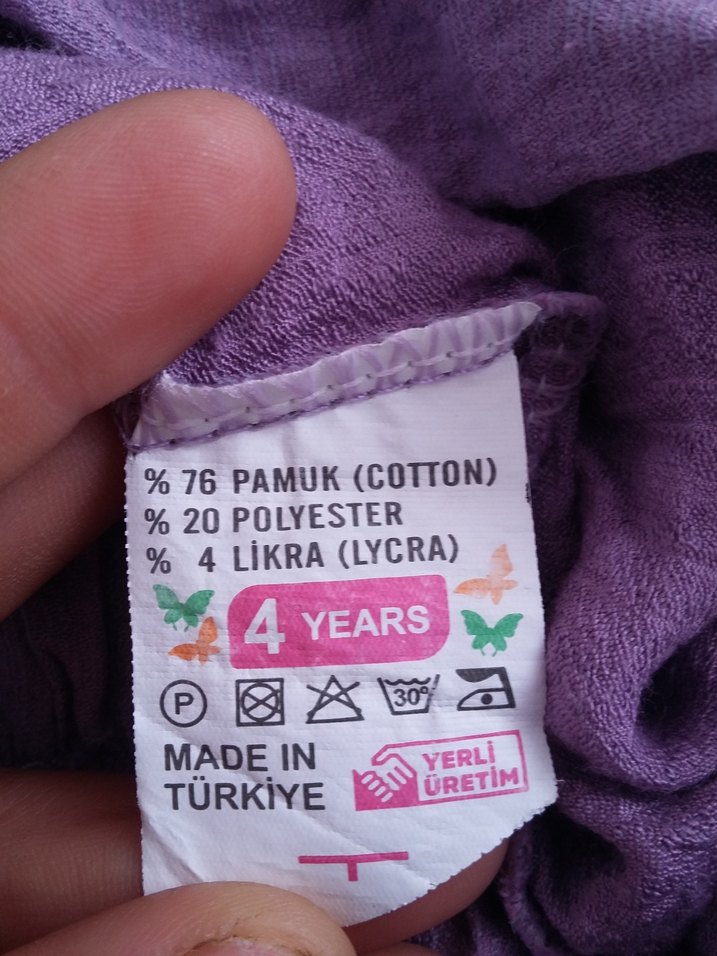 % 76 PAMUK (COTTON)
% 20 POLYESTER
% 4 LİKRA (LYCRA)
4 YEARS
P
30°
MADE IN
TÜRKİYE
YERLİ
ÜRETİM